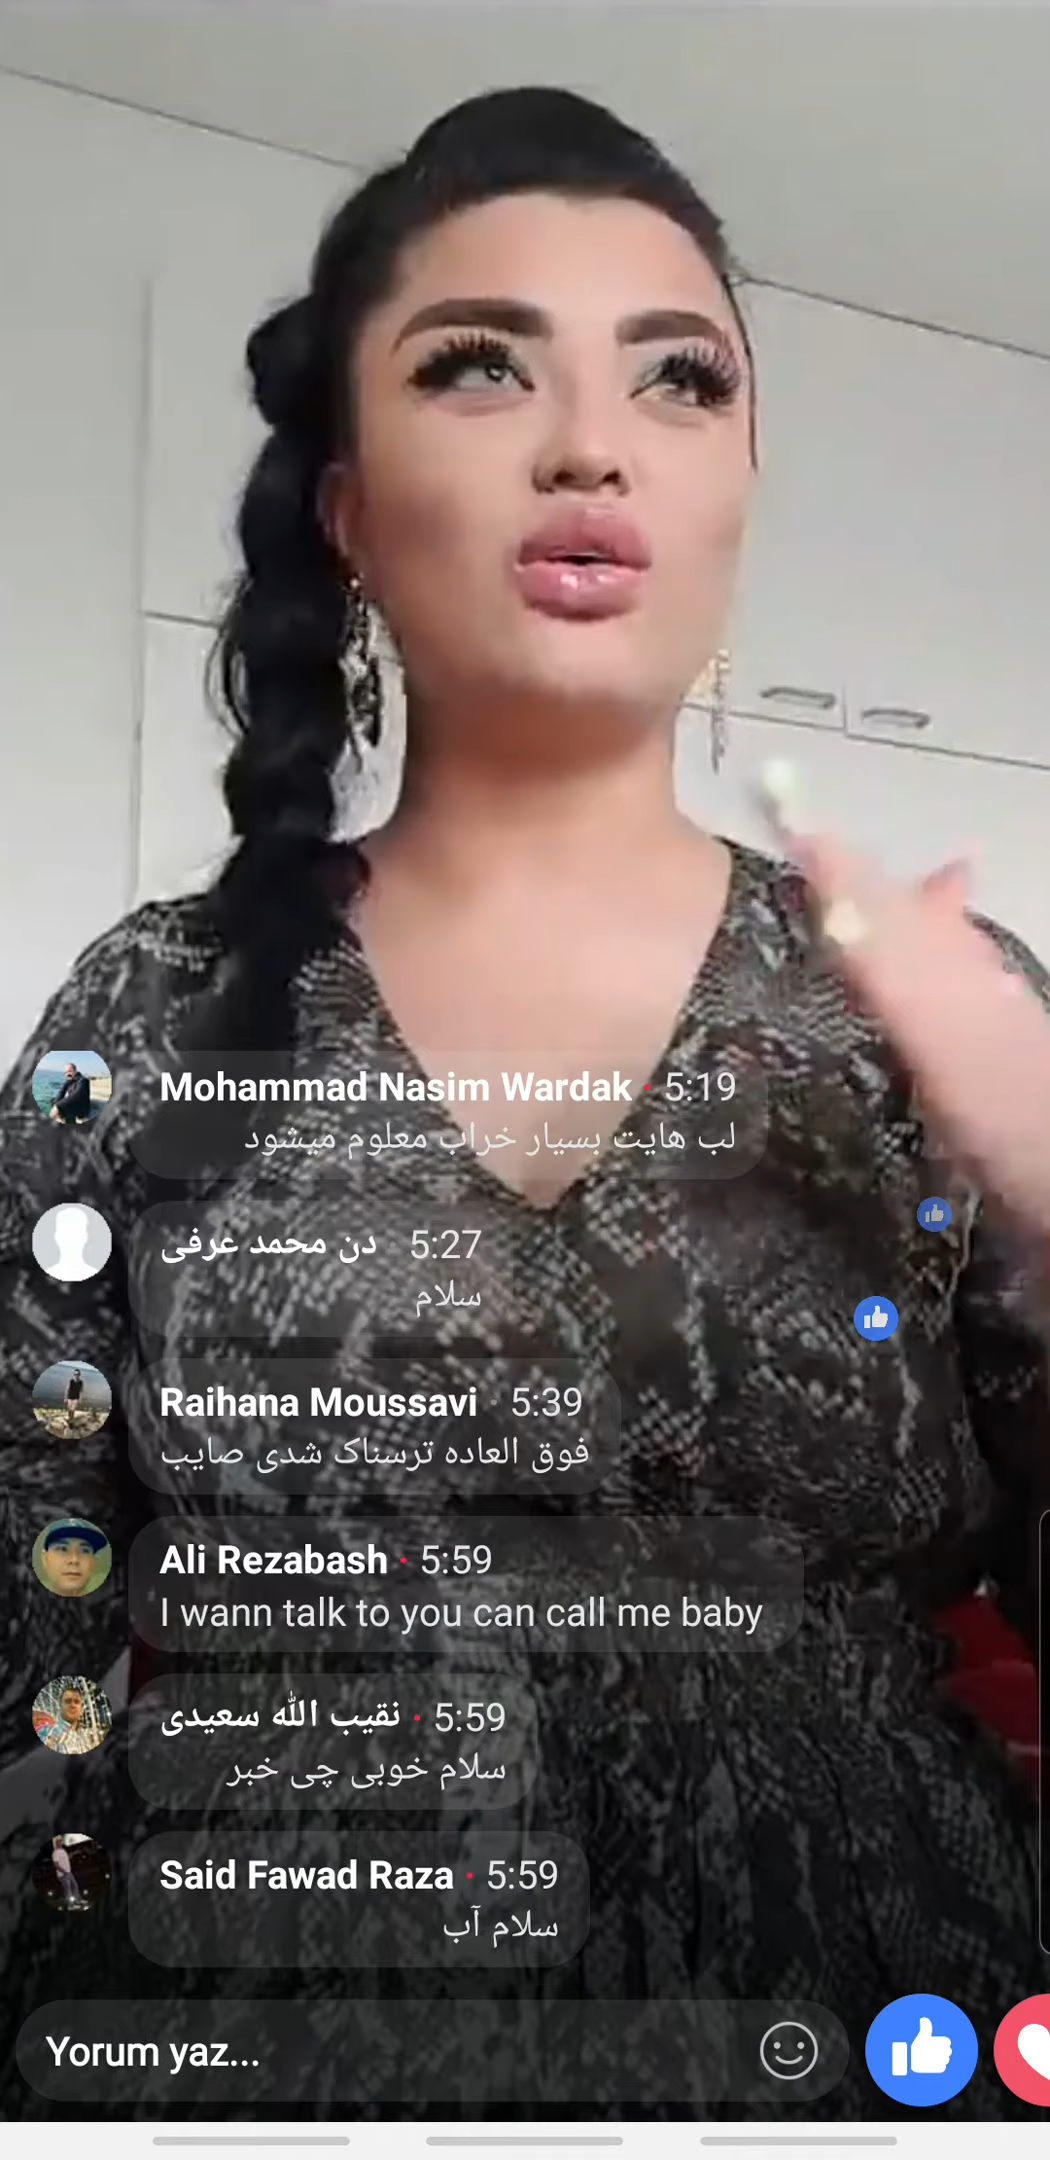 Mohammad Nasim Wardak • 5:19
لب هایت بسیار خراب معلوم میشود
دن محمد عرفی 5:27
سلام
Raihana Moussavi • 5:39
فوق العاده ترسناک شدی صایب
Ali Rezabash • 5:59
I wann talk to you can call me baby
نقیب الله سعیدی • 5:59
سلام خوبی چی خبر
Said Fawad Raza • 5:59
سلام آب
Yorum yaz...